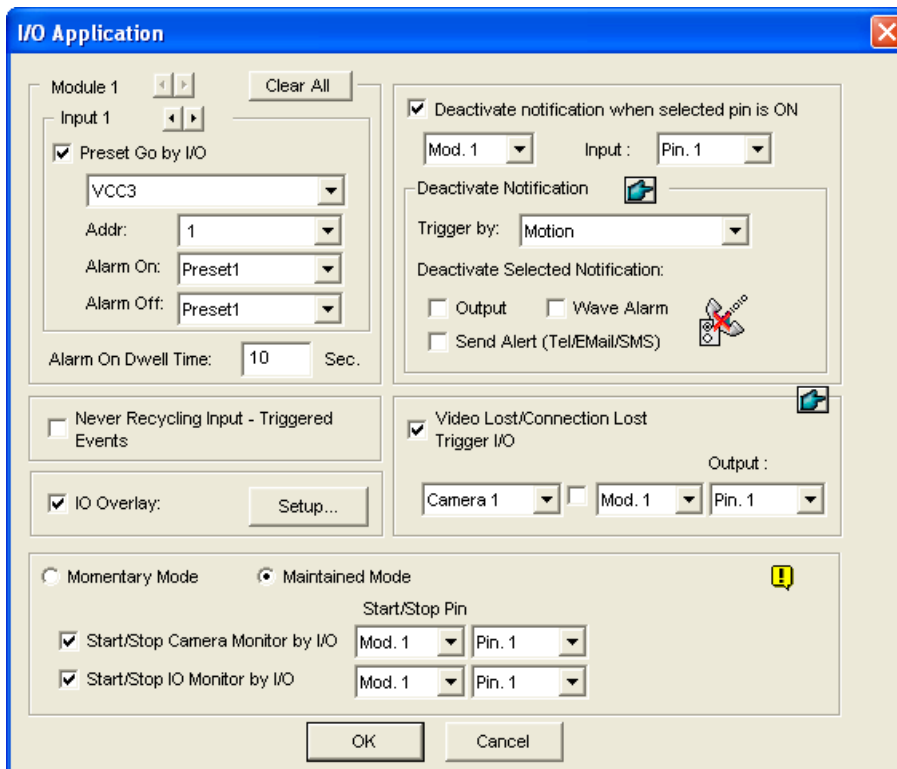 I/O Application
Module 1
Clear All
Input 1
Preset Go by I/O
VCC3
Addr: 1
Alarm On: Preset1
Alarm Off: Preset1
Alarm On Dwell Time: 10 Sec.
Deactivate notification when selected pin is ON
Mod. 1 Input : Pin. 1
Deactivate Notification
Trigger by: Motion
Deactivate Selected Notification:
Output Wave Alarm
Send Alert (Tel/EMail/SMS)
Never Recycling Input - Triggered
Events
Video Lost/Connection Lost
Trigger I/O
Output :
Camera 1 Mod. 1 Pin. 1
IO Overlay: Setup...
Momentary Mode Maintained Mode
Start/Stop Pin
Start/Stop Camera Monitor by I/O Mod. 1 Pin. 1
Start/Stop IO Monitor by I/O Mod. 1 Pin. 1
OK Cancel